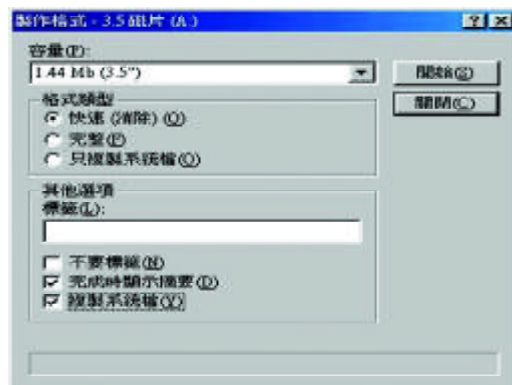 製作格式 - 3.5 磁片 (A:)
容量(P):
1.44 Mb (3.5")
開始(S)
關閉(C)
格式類型
快速 (清除) (Q)
完整(F)
只複製系統檔(O)
其他選項
標籤(L):
不要標籤(N)
完成時顯示摘要(D)
複製系統檔(Y)